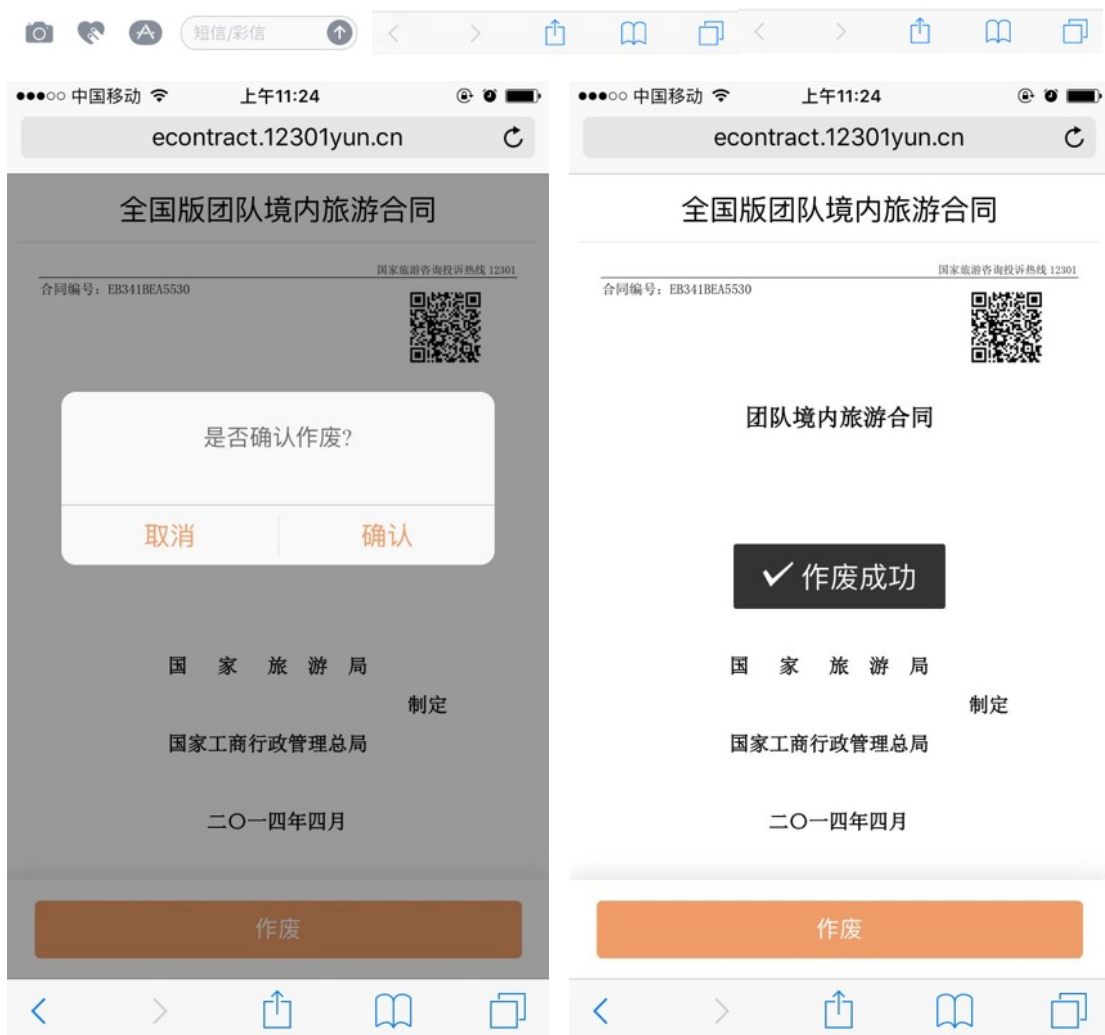 短信/彩信
中国移动 上午11:24
econtract.12301yun.cn
全国版团队境内旅游合同
国家旅游咨询投诉热线 12301
合同编号：EB341BEA5530
是否确认作废?
取消 确认
国 家 旅 游 局
制定
国家工商行政管理总局
二〇一四年四月
作废
中国移动 上午11:24
econtract.12301yun.cn
全国版团队境内旅游合同
国家旅游咨询投诉热线 12301
合同编号：EB341BEA5530
团队境内旅游合同
作废成功
国 家 旅 游 局
制定
国家工商行政管理总局
二〇一四年四月
作废